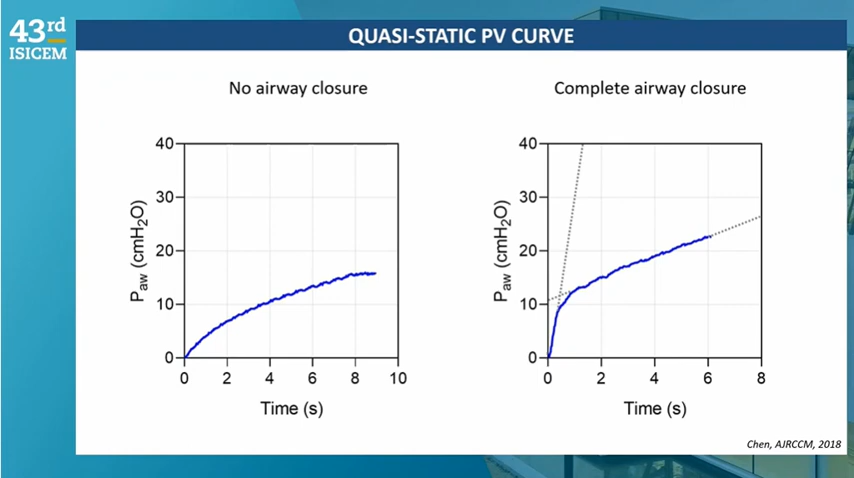 43rd
ISICEM
QUASI-STATIC PV CURVE
No airway closure
Complete airway closure
40
30
20
10
0
Paw (cmH2O)
0 2 4 6 8 10
Time (s)
40
30
20
10
0
Paw (cmH2O)
0 2 4 6 8
Time (s)
Chen, AJRCCM, 2018